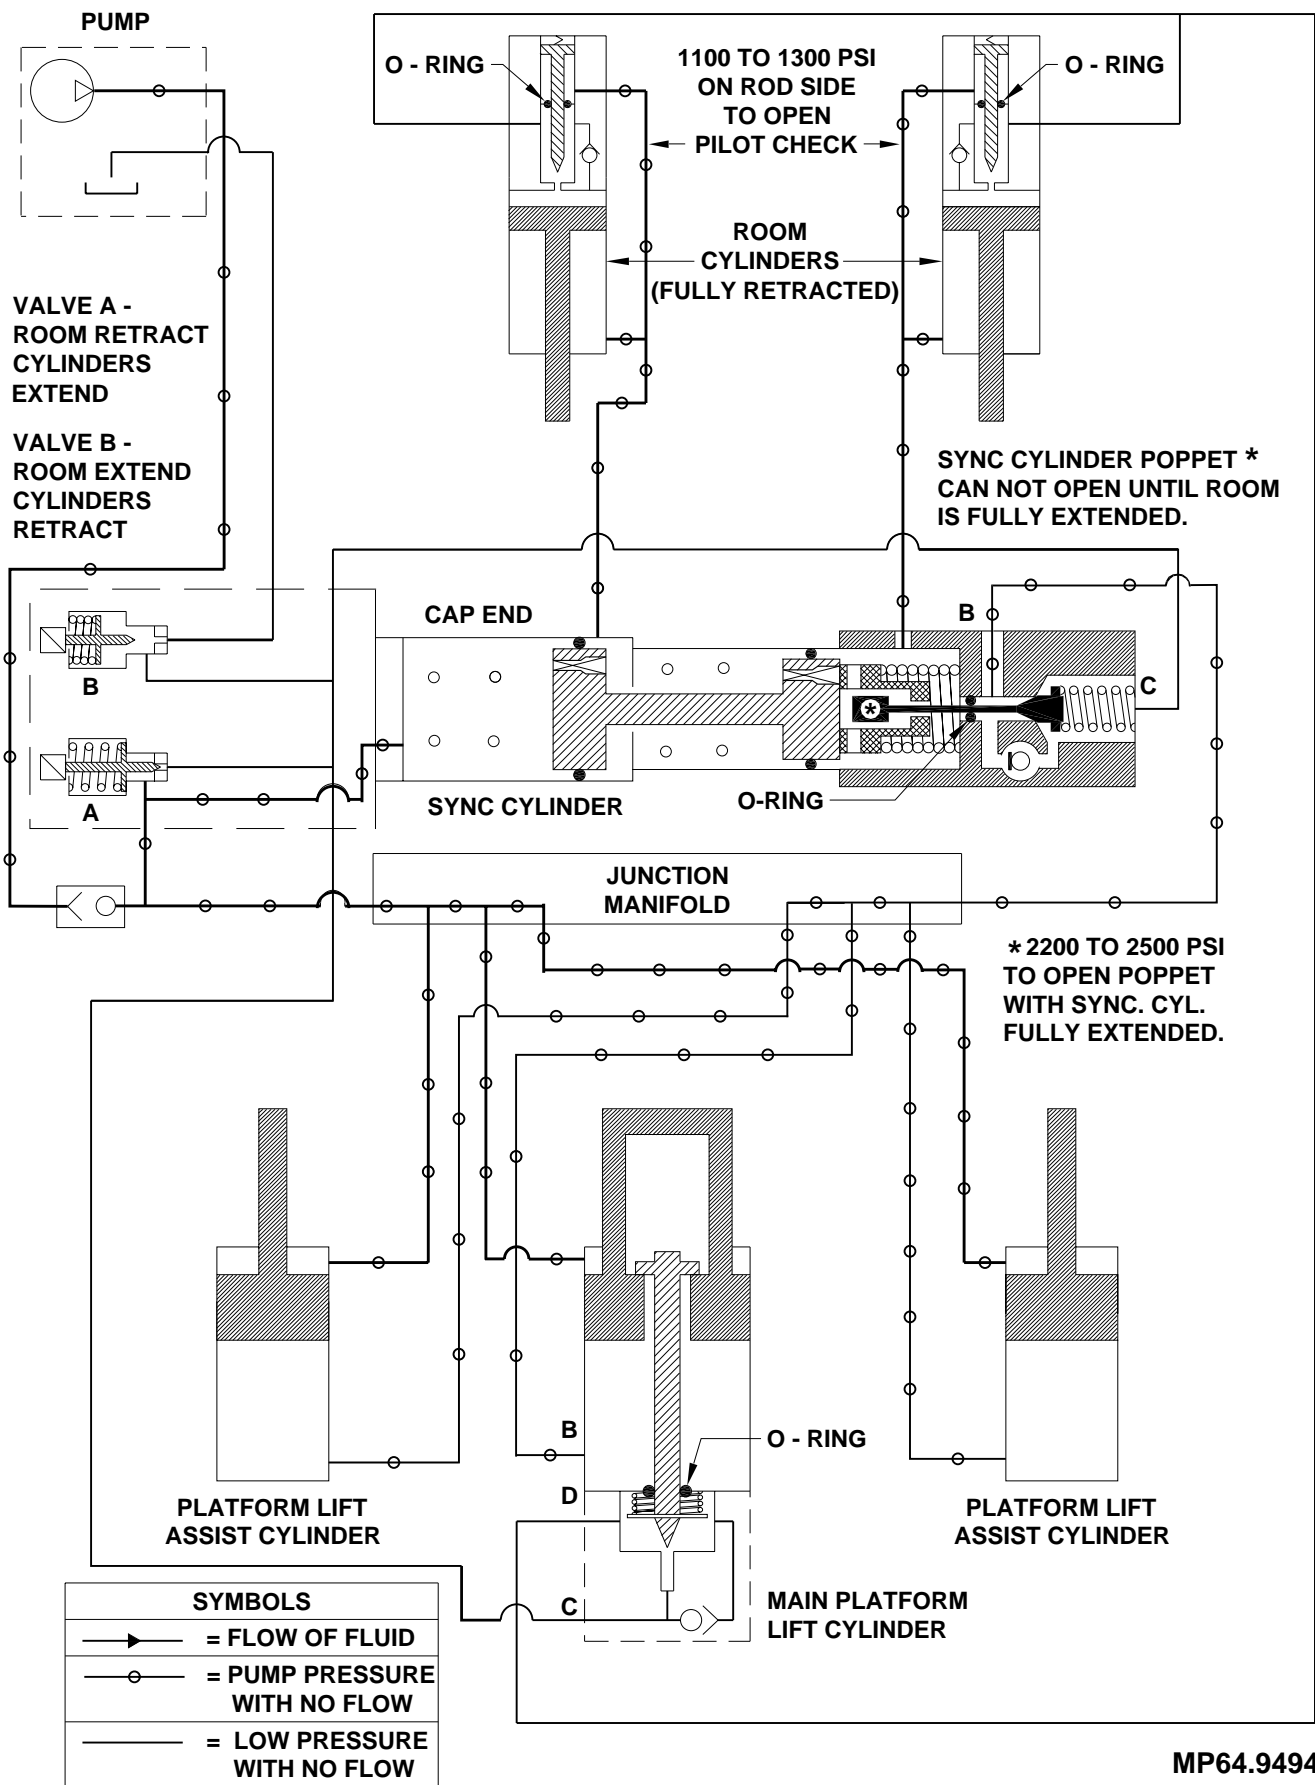 PUMP
O - RING
1100 TO 1300 PSI
ON ROD SIDE
TO OPEN
PILOT CHECK
O - RING
ROOM
CYLINDERS
(FULLY RETRACTED)
VALVE A -
ROOM RETRACT
CYLINDERS
EXTEND
VALVE B -
ROOM EXTEND
CYLINDERS
RETRACT
SYNC CYLINDER POPPET *
CAN NOT OPEN UNTIL ROOM
IS FULLY EXTENDED.
CAP END
B
B
C
*
A
SYNC CYLINDER
O-RING
JUNCTION
MANIFOLD
* 2200 TO 2500 PSI
TO OPEN POPPET
WITH SYNC. CYL.
FULLY EXTENDED.
B
O - RING
D
PLATFORM LIFT
ASSIST CYLINDER
PLATFORM LIFT
ASSIST CYLINDER
C
MAIN PLATFORM
LIFT CYLINDER
SYMBOLS
= FLOW OF FLUID
= PUMP PRESSURE
WITH NO FLOW
= LOW PRESSURE
WITH NO FLOW
MP64.9494